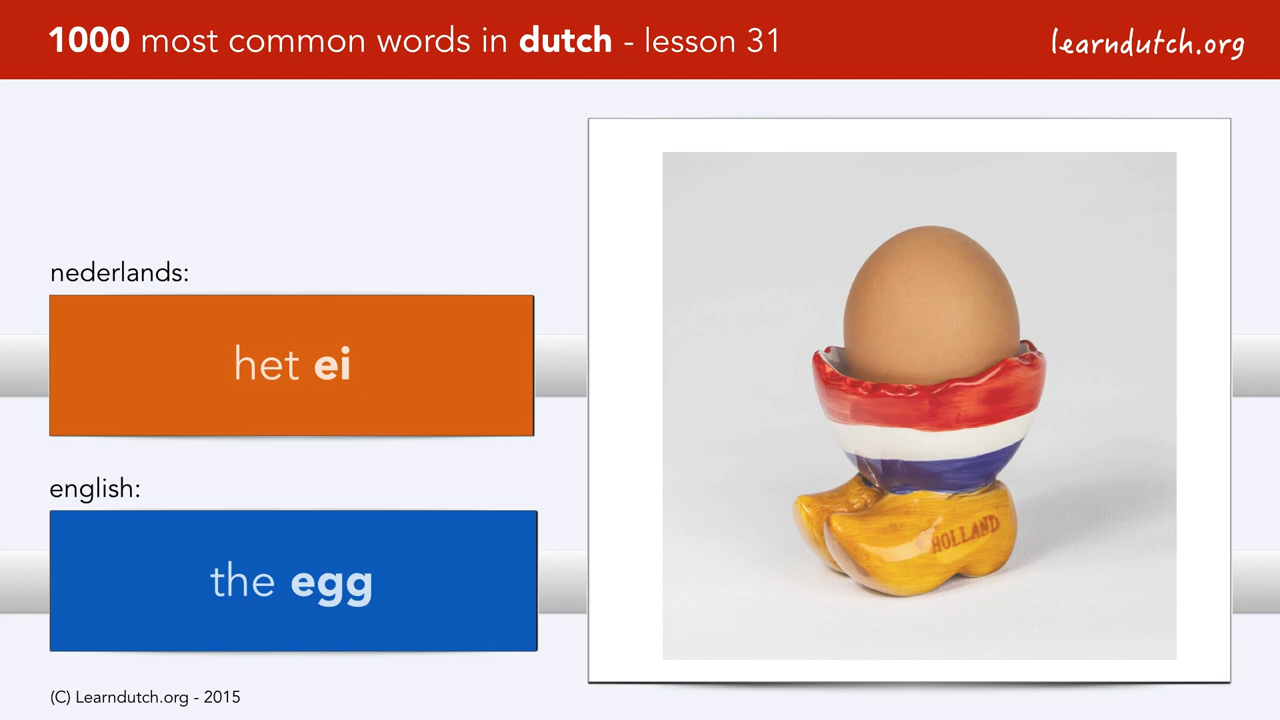 1000 most common words in dutch - lesson 31
learndutch.org
nederlands:
het ei
english:
the egg
HOLLAND
(C) Learndutch.org - 2015